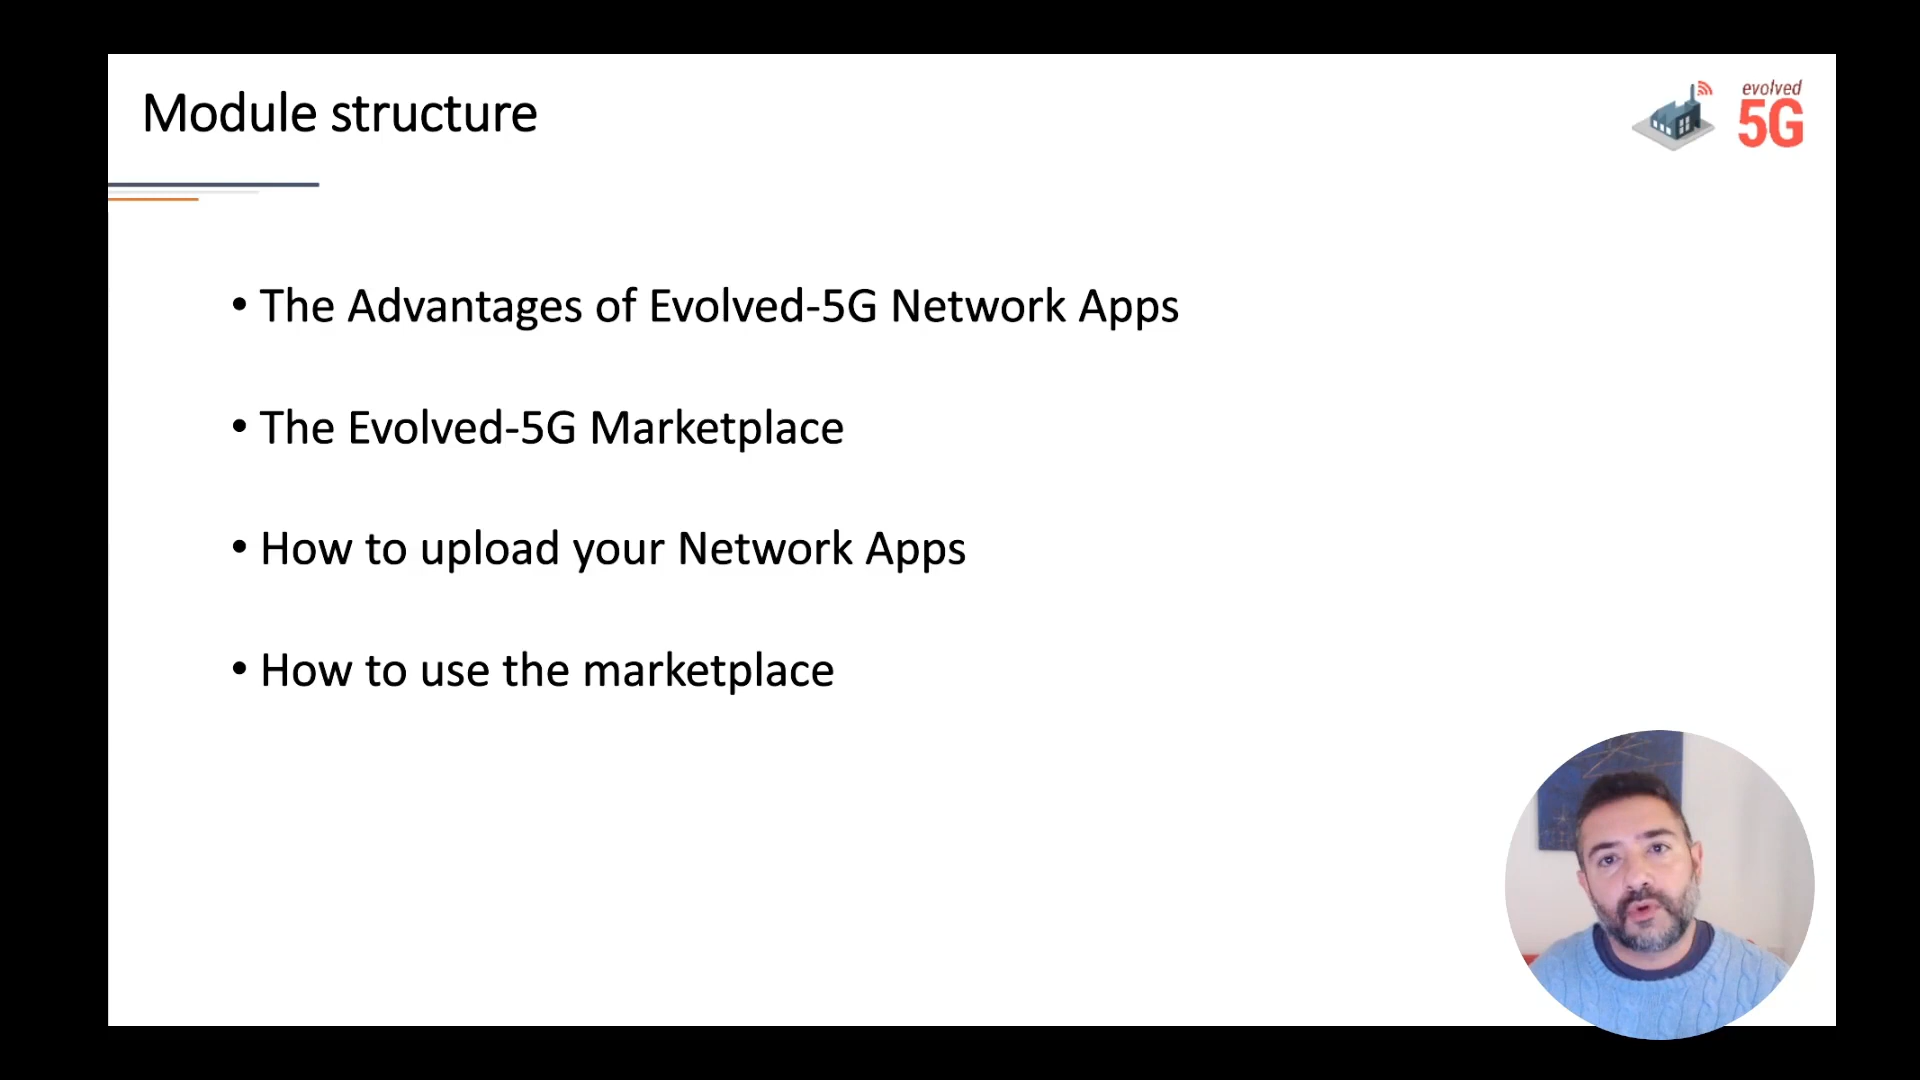 Module structure
evolved
5G
• The Advantages of Evolved-5G Network Apps
• The Evolved-5G Marketplace
• How to upload your Network Apps
• How to use the marketplace